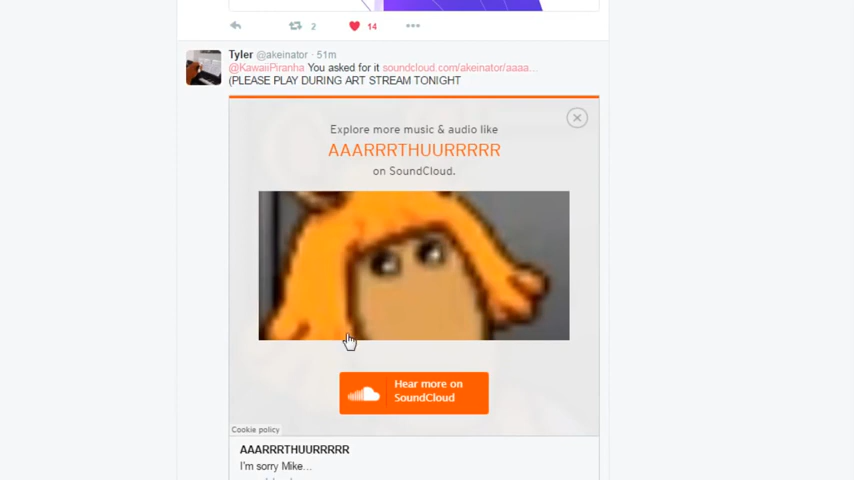 2 14
Tyler @akeinator · 51m
@KawaiiPiranha You asked for it soundcloud.com/akeinator/aaaa...
(PLEASE PLAY DURING ART STREAM TONIGHT
Explore more music & audio like
AAARRRTHUURRRRR
on SoundCloud.
Hear more on
SoundCloud
Cookie policy
AAARRRTHUURRRRR
I'm sorry Mike...